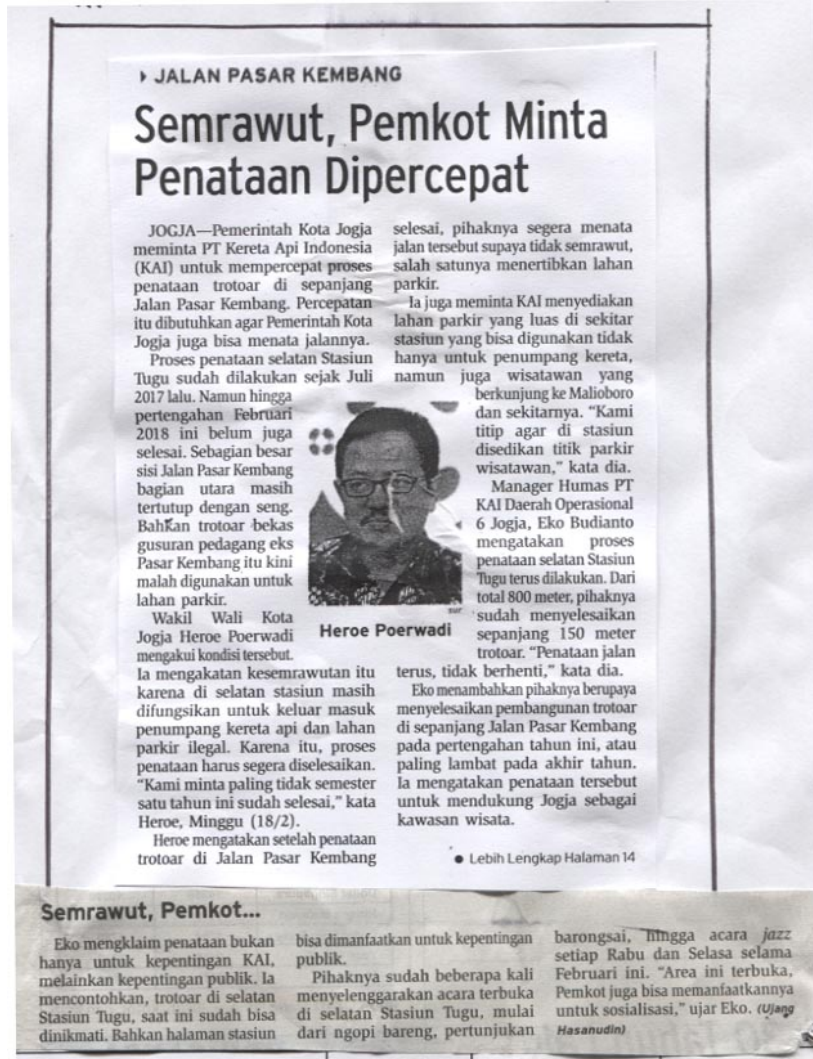 JALAN PASAR KEMBANG
Semrawut, Pemkot Minta
Penataan Dipercepat
JOGJA—Pemerintah Kota Jogja
meminta PT Kereta Api Indonesia
(KAI) untuk mempercepat proses
penataan trotoar di sepanjang
Jalan Pasar Kembang. Percepatan
itu dibutuhkan agar Pemerintah Kota
Jogja juga bisa menata jalannya.
Proses penataan selatan Stasiun
Tugu sudah dilakukan sejak Juli
2017 lalu. Namun hingga
pertengahan Februari
2018 ini belum juga
selesai. Sebagian besar
sisi Jalan Pasar Kembang
bagian utara masih
tertutup dengan seng.
Bahkan trotoar bekas
gusuran pedagang eks
Pasar Kembang itu kini
malah digunakan untuk
lahan parkir.
Wakil Wali Kota
Jogja Heroe Poerwadi
mengakui kondisi tersebut.
Ia mengakatan kesemrawutan itu
karena di selatan stasiun masih
difungsikan untuk keluar masuk
penumpang kereta api dan lahan
parkir ilegal. Karena itu, proses
penataan harus segera diselesaikan.
“Kami minta paling tidak semester
satu tahun ini sudah selesai,” kata
Heroe, Minggu (18/2).
Heroe mengatakan setelah penataan
trotoar di Jalan Pasar Kembang
selesai, pihaknya segera menata
jalan tersebut supaya tidak semrawut,
salah satunya menertibkan lahan
parkir.
Ia juga meminta KAI menyediakan
lahan parkir yang luas di sekitar
stasiun yang bisa digunakan tidak
hanya untuk penumpang kereta,
namun juga wisatawan yang
berkunjung ke Malioboro
dan sekitarnya. “Kami
titip agar di stasiun
disedikan titik parkir
wisatawan,” kata dia.
Manager Humas PT
KAI Daerah Operasional
6 Jogja, Eko Budianto
mengatakan proses
penataan selatan Stasiun
Tugu terus dilakukan. Dari
total 800 meter, pihaknya
sudah menyelesaikan
sepanjang 150 meter
trotoar. “Penataan jalan
terus, tidak berhenti,” kata dia.
Eko menambahkan pihaknya berupaya
menyelesaikan pembangunan trotoar
di sepanjang Jalan Pasar Kembang
pada pertengahan tahun ini, atau
paling lambat pada akhir tahun.
Ia mengatakan penataan tersebut
untuk mendukung Jogja sebagai
kawasan wisata.
sur
Heroe Poerwadi
● Lebih Lengkap Halaman 14
Semrawut, Pemkot...
Eko mengklaim penataan bukan
hanya untuk kepentingan KAI,
melainkan kepentingan publik. Ia
mencontohkan, trotoar di selatan
Stasiun Tugu, saat ini sudah bisa
dinikmati. Bahkan halaman stasiun
bisa dimanfaatkan untuk kepentingan
publik.
Pihaknya sudah beberapa kali
menyelenggarakan acara terbuka
di selatan Stasiun Tugu, mulai
dari ngopi bareng, pertunjukan
barongsai, hingga acara jazz
setiap Rabu dan Selasa selama
Februari ini. “Area ini terbuka,
Pemkot juga bisa memanfaatkannya
untuk sosialisasi,” ujar Eko. (Ujang
Hasanudin)